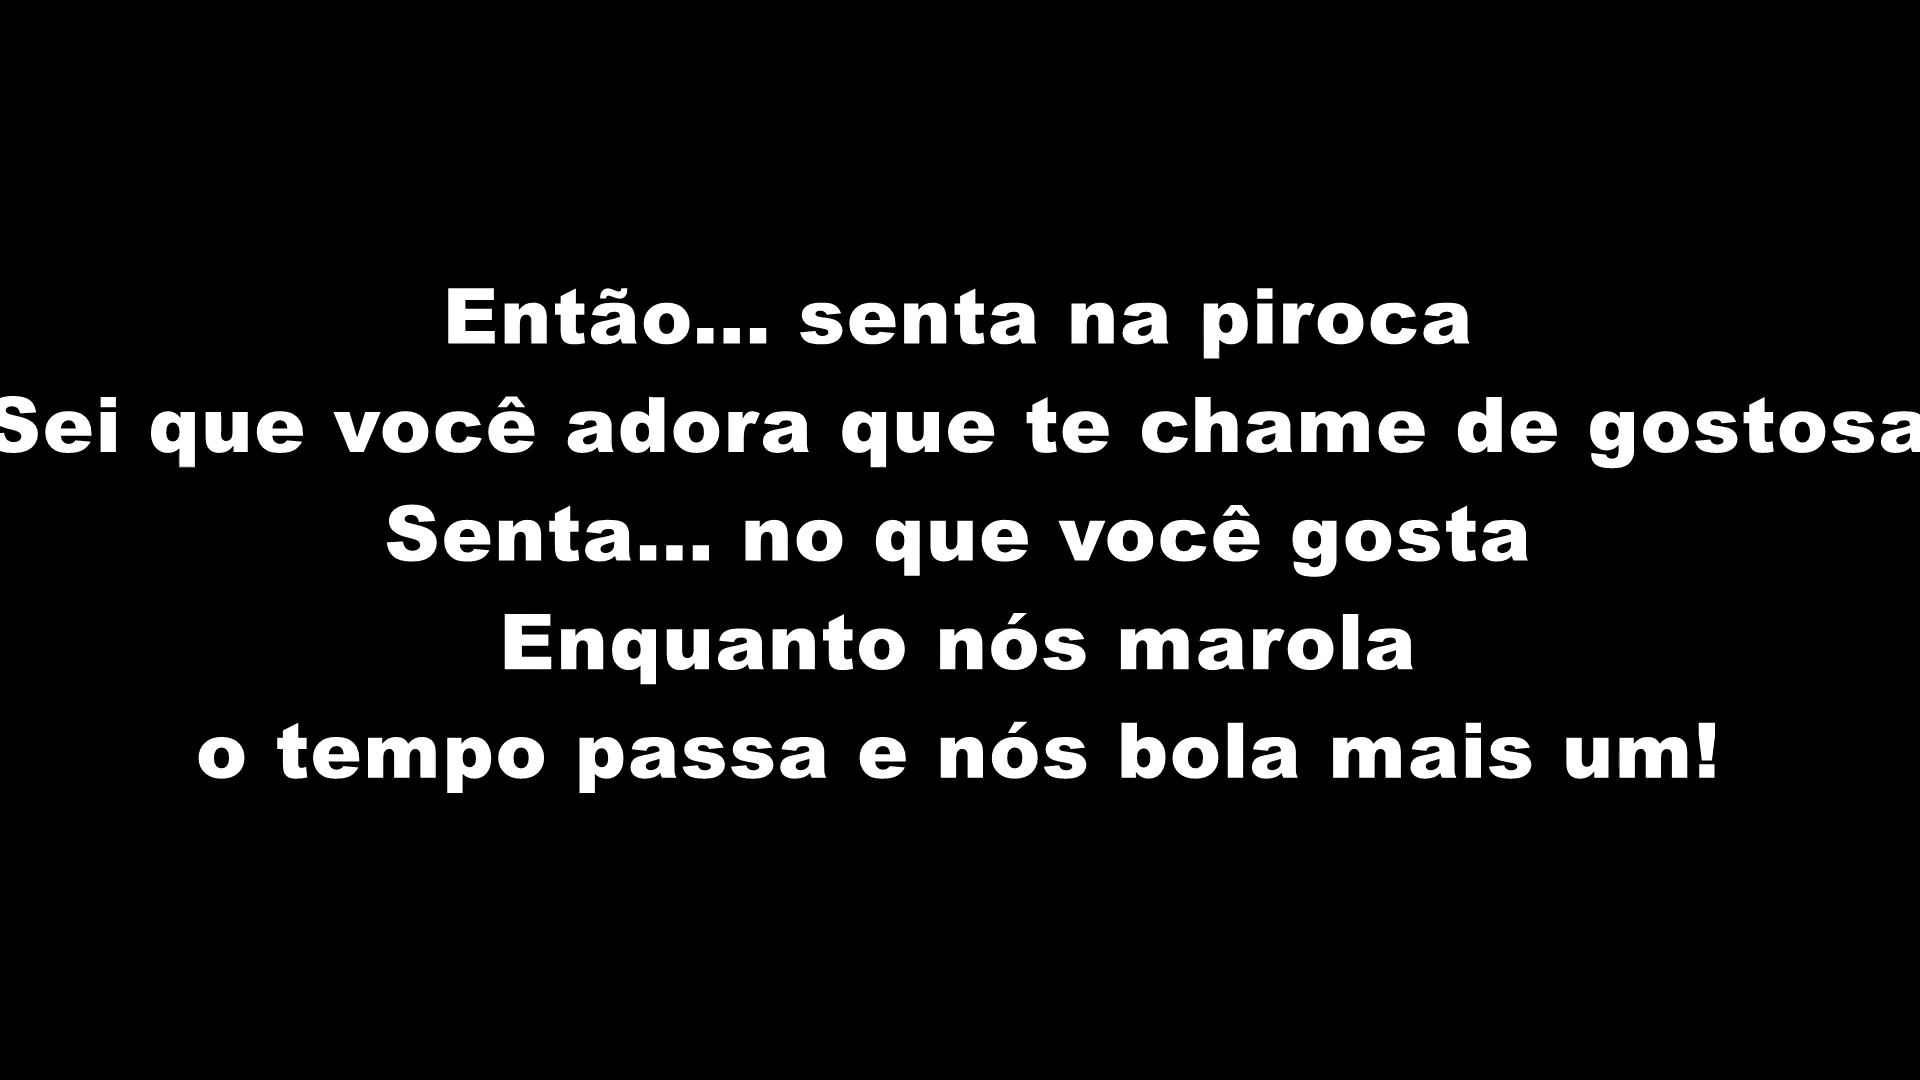 Então... senta na piroca
Sei que você adora que te chame de gostosa
Senta... no que você gosta
Enquanto nós marola
o tempo passa e nós bola mais um!